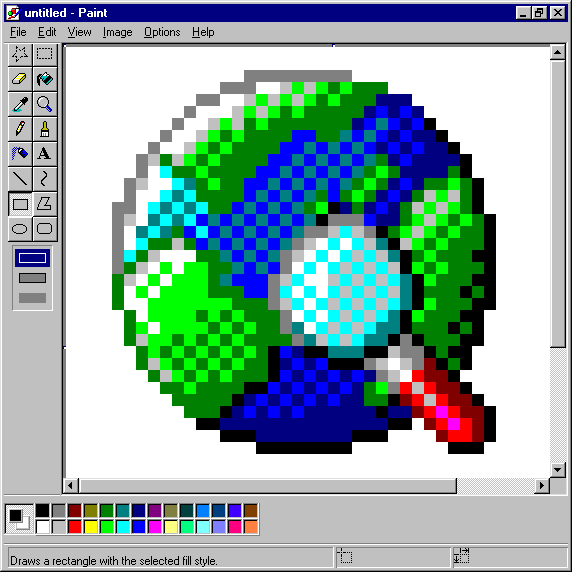 untitled - Paint
File Edit View Image Options Help
A
Draws a rectangle with the selected fill style.